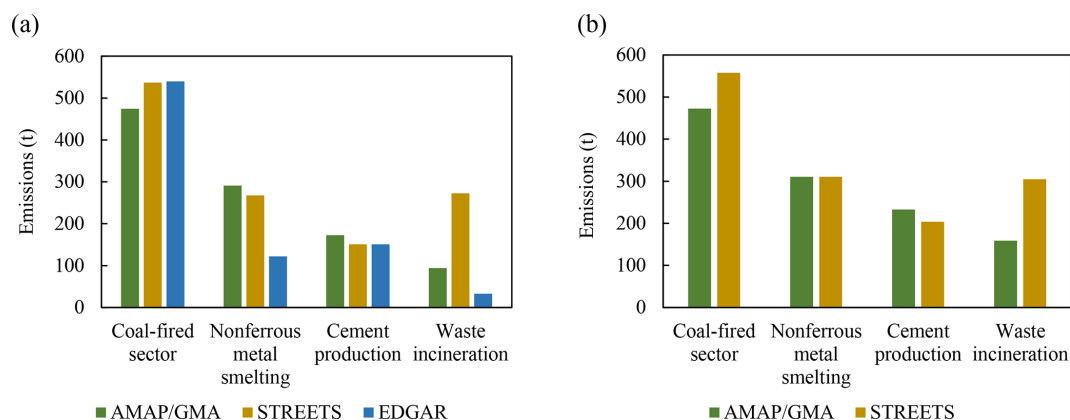 (a)
600
500
400
300
200
100
0
Emissions (t)
Coal-fired
sector
Nonferrous
metal
smelting
Cement
production
Waste
incineration
AMAP/GMA STREETS EDGAR
(b)
600
500
400
300
200
100
0
Emissions (t)
Coal-fired
sector
Nonferrous
metal
smelting
Cement
production
Waste
incineration
AMAP/GMA STREETS